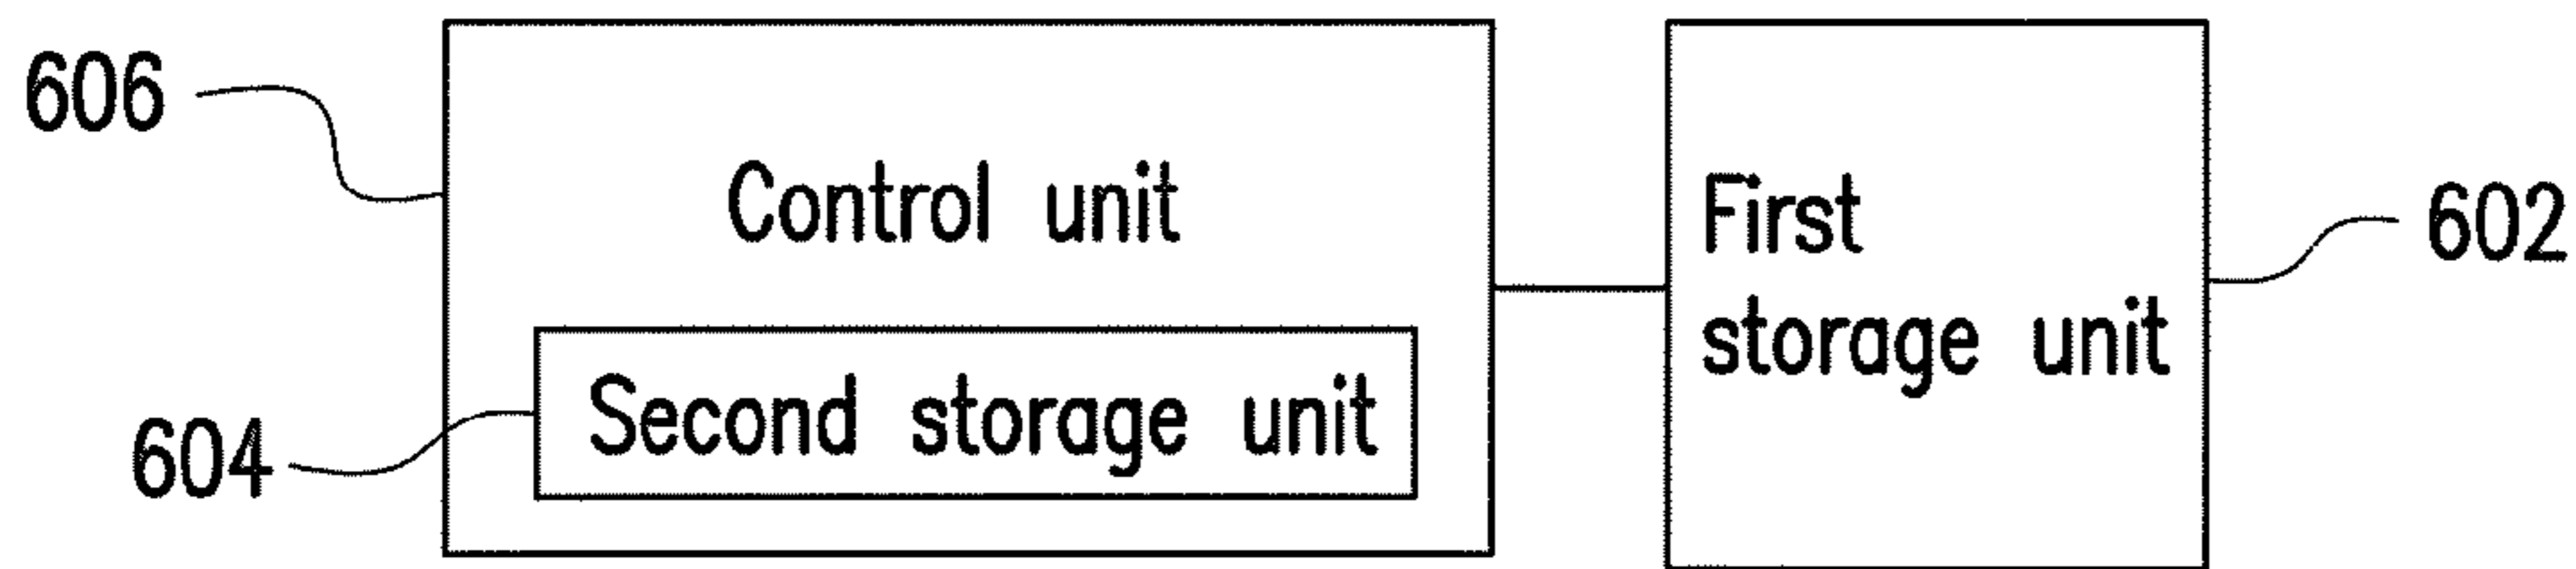 606
Control unit
First
storage unit
602
604
Second storage unit